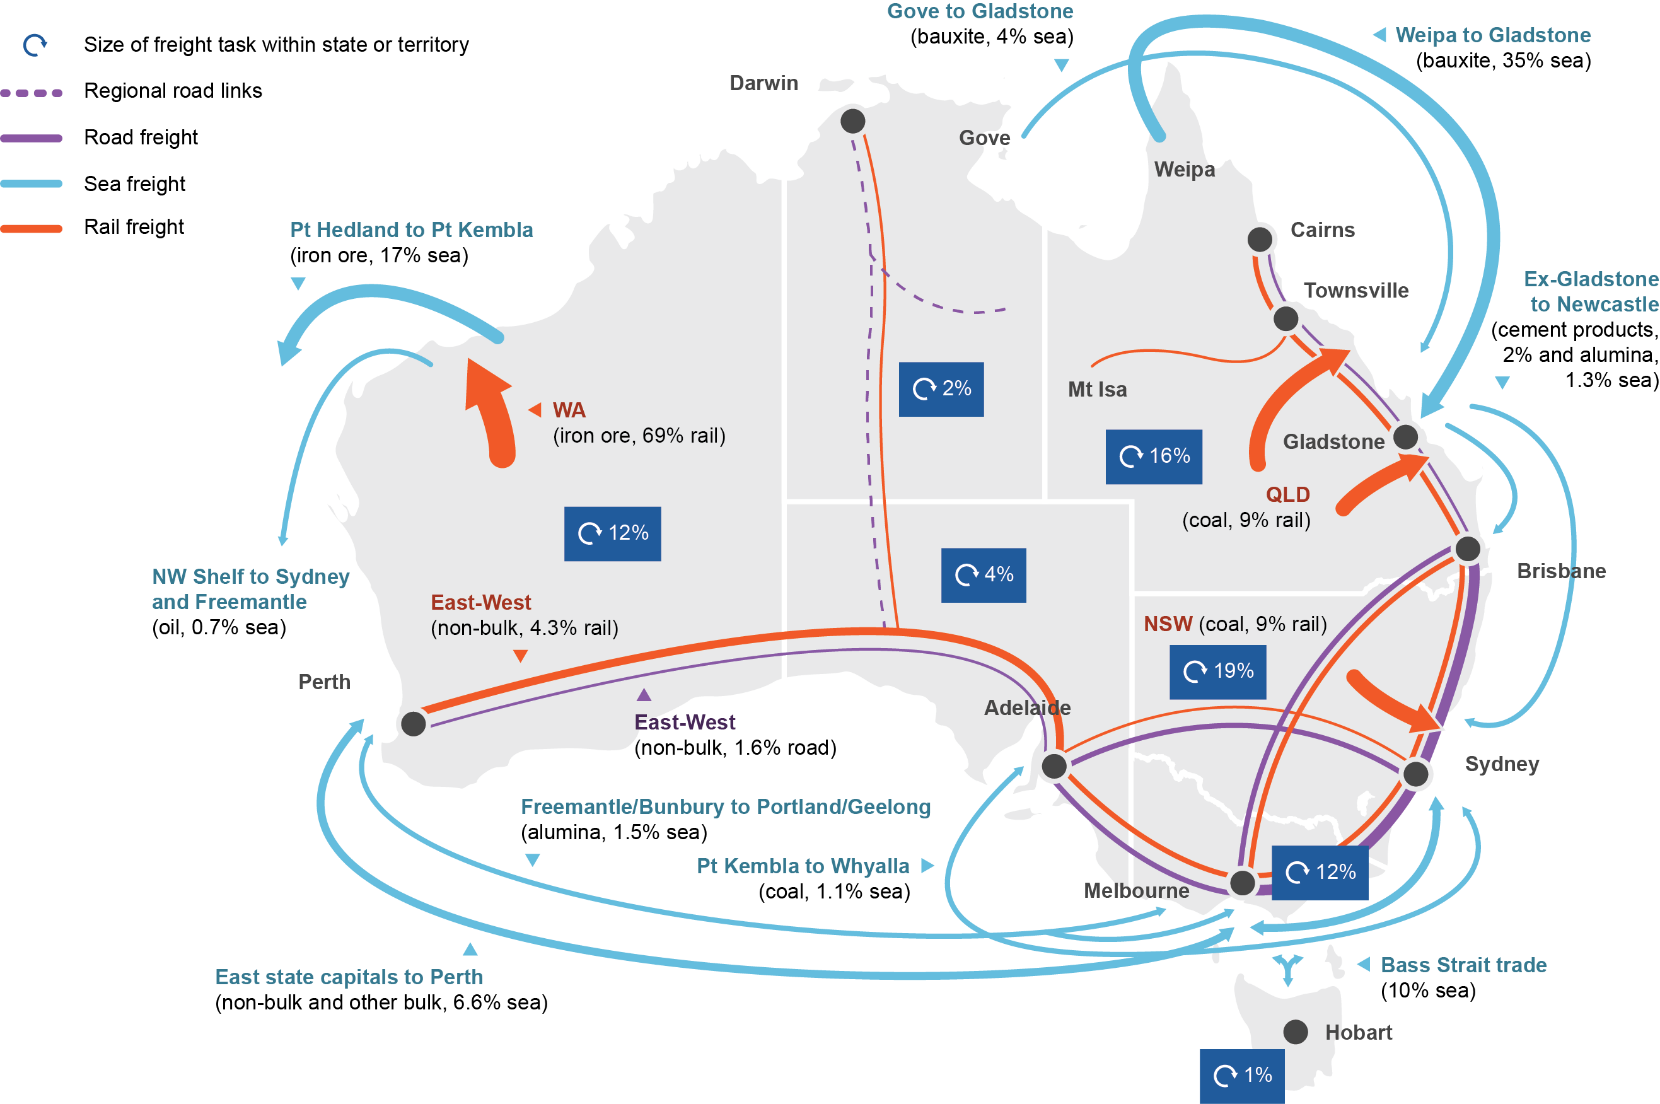 Size of freight task within state or territory
Regional road links
Road freight
Sea freight
Rail freight
Gove to Gladstone
(bauxite, 4% sea)
Weipa to Gladstone
(bauxite, 35% sea)
Darwin
Gove
Weipa
Pt Hedland to Pt Kembla
(iron ore, 17% sea)
Cairns
Townsville
Ex-Gladstone
to Newcastle
(cement products,
2% and alumina,
1.3% sea)
2%
Mt Isa
WA
(iron ore, 69% rail)
Gladstone
16%
QLD
(coal, 9% rail)
12%
4%
Brisbane
NW Shelf to Sydney
and Freemantle
(oil, 0.7% sea)
East-West
(non-bulk, 4.3% rail)
NSW (coal, 9% rail)
19%
Perth
Adelaide
East-West
(non-bulk, 1.6% road)
Sydney
Freemantle/Bunbury to Portland/Geelong
(alumina, 1.5% sea)
Pt Kembla to Whyalla
(coal, 1.1% sea)
12%
Melbourne
East state capitals to Perth
(non-bulk and other bulk, 6.6% sea)
Bass Strait trade
(10% sea)
Hobart
1%